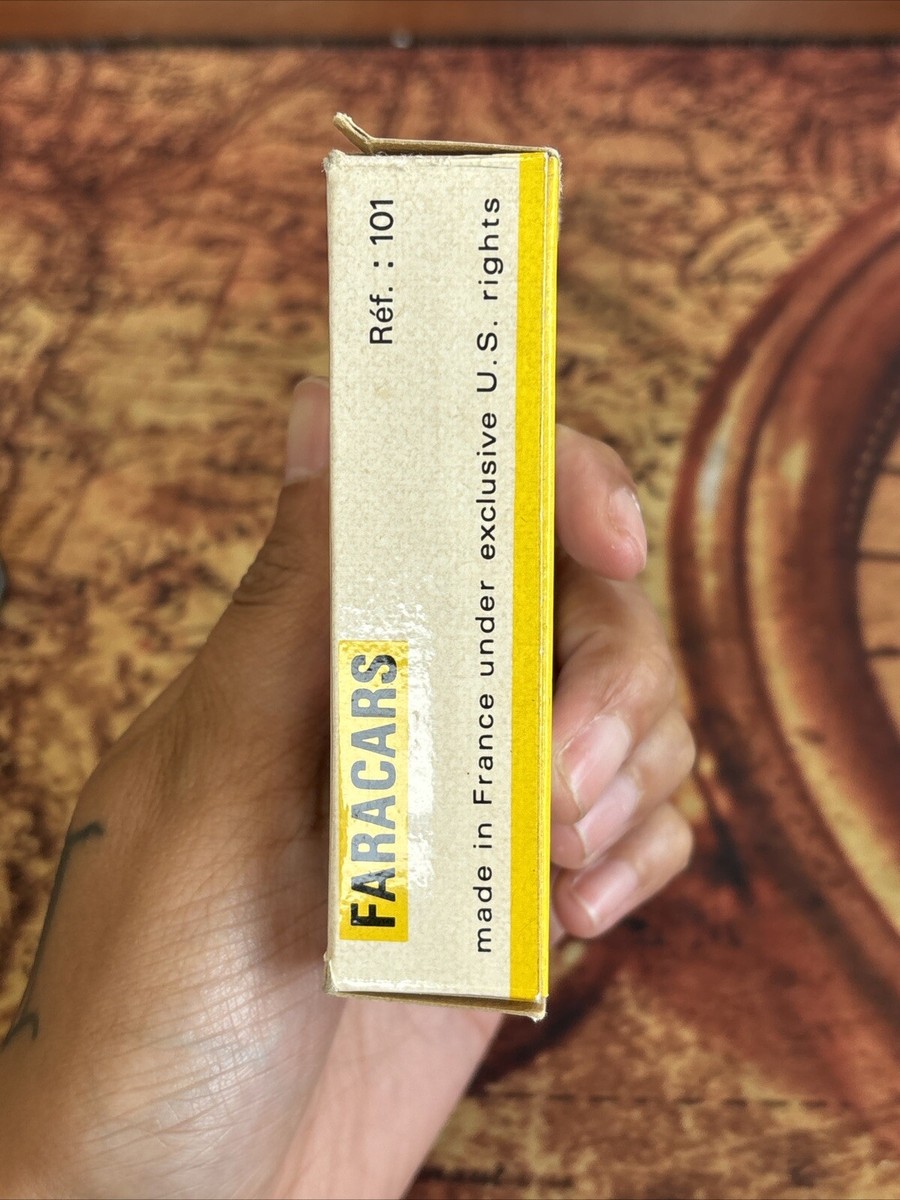 FARACARS
Réf. : 101
made in France under exclusive U.S. rights